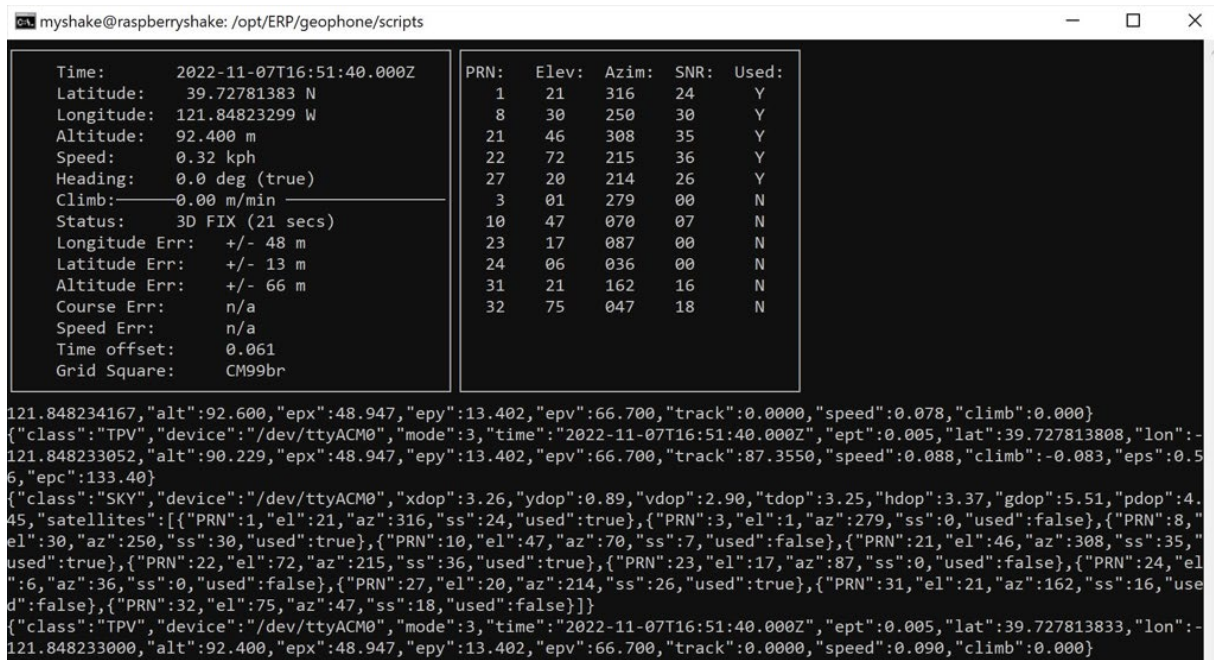 myshake@raspberryshake: /opt/ERP/geophone/scripts
Time: 2022-11-07T16:51:40.000Z
Latitude: 39.72781383 N
Longitude: 121.84823299 W
Altitude: 92.400 m
Speed: 0.32 kph
Heading: 0.0 deg (true)
Climb: 0.00 m/min
Status: 3D FIX (21 secs)
Longitude Err: +/- 48 m
Latitude Err: +/- 13 m
Altitude Err: +/- 66 m
Course Err: n/a
Speed Err: n/a
Time offset: 0.061
Grid Square: CM99br
PRN: Elev: Azim: SNR: Used:
1 21 316 24 Y
8 30 250 30 Y
21 46 308 35 Y
22 72 215 36 Y
27 20 214 26 Y
3 01 279 00 N
10 47 070 07 N
23 17 087 00 N
24 06 036 00 N
31 21 162 16 N
32 75 047 18 N
121.848234167,"alt":92.600,"epx":48.947,"epy":13.402,"epv":66.700,"track":0.0000,"speed":0.078,"climb":0.000}
{"class":"TPV","device":"/dev/ttyACM0","mode":3,"time":"2022-11-07T16:51:40.000Z","ept":0.005,"lat":39.727813808,"lon":-
121.848233052,"alt":90.229,"epx":48.947,"epy":13.402,"epv":66.700,"track":87.3550,"speed":0.088,"climb":-0.083,"eps":0.5
6,"epc":133.40}
{"class":"SKY","device":"/dev/ttyACM0","xdop":3.26,"ydop":0.89,"vdop":2.90,"tdop":3.25,"hdop":3.37,"gdop":5.51,"pdop":4.
45,"satellites":[{"PRN":1,"el":21,"az":316,"ss":24,"used":true},{"PRN":3,"el":1,"az":279,"ss":0,"used":false},{"PRN":8,"
el":30,"az":250,"ss":30,"used":true},{"PRN":10,"el":47,"az":70,"ss":7,"used":false},{"PRN":21,"el":46,"az":308,"ss":35,"
used":true},{"PRN":22,"el":72,"az":215,"ss":36,"used":true},{"PRN":23,"el":17,"az":87,"ss":0,"used":false},{"PRN":24,"el
":6,"az":36,"ss":0,"used":false},{"PRN":27,"el":20,"az":214,"ss":26,"used":true},{"PRN":31,"el":21,"az":162,"ss":16,"use
d":false},{"PRN":32,"el":75,"az":47,"ss":18,"used":false}]}
{"class":"TPV","device":"/dev/ttyACM0","mode":3,"time":"2022-11-07T16:51:40.000Z","ept":0.005,"lat":39.727813833,"lon":-
121.848233000,"alt":92.400,"epx":48.947,"epy":13.402,"epv":66.700,"track":0.0000,"speed":0.090,"climb":0.000}